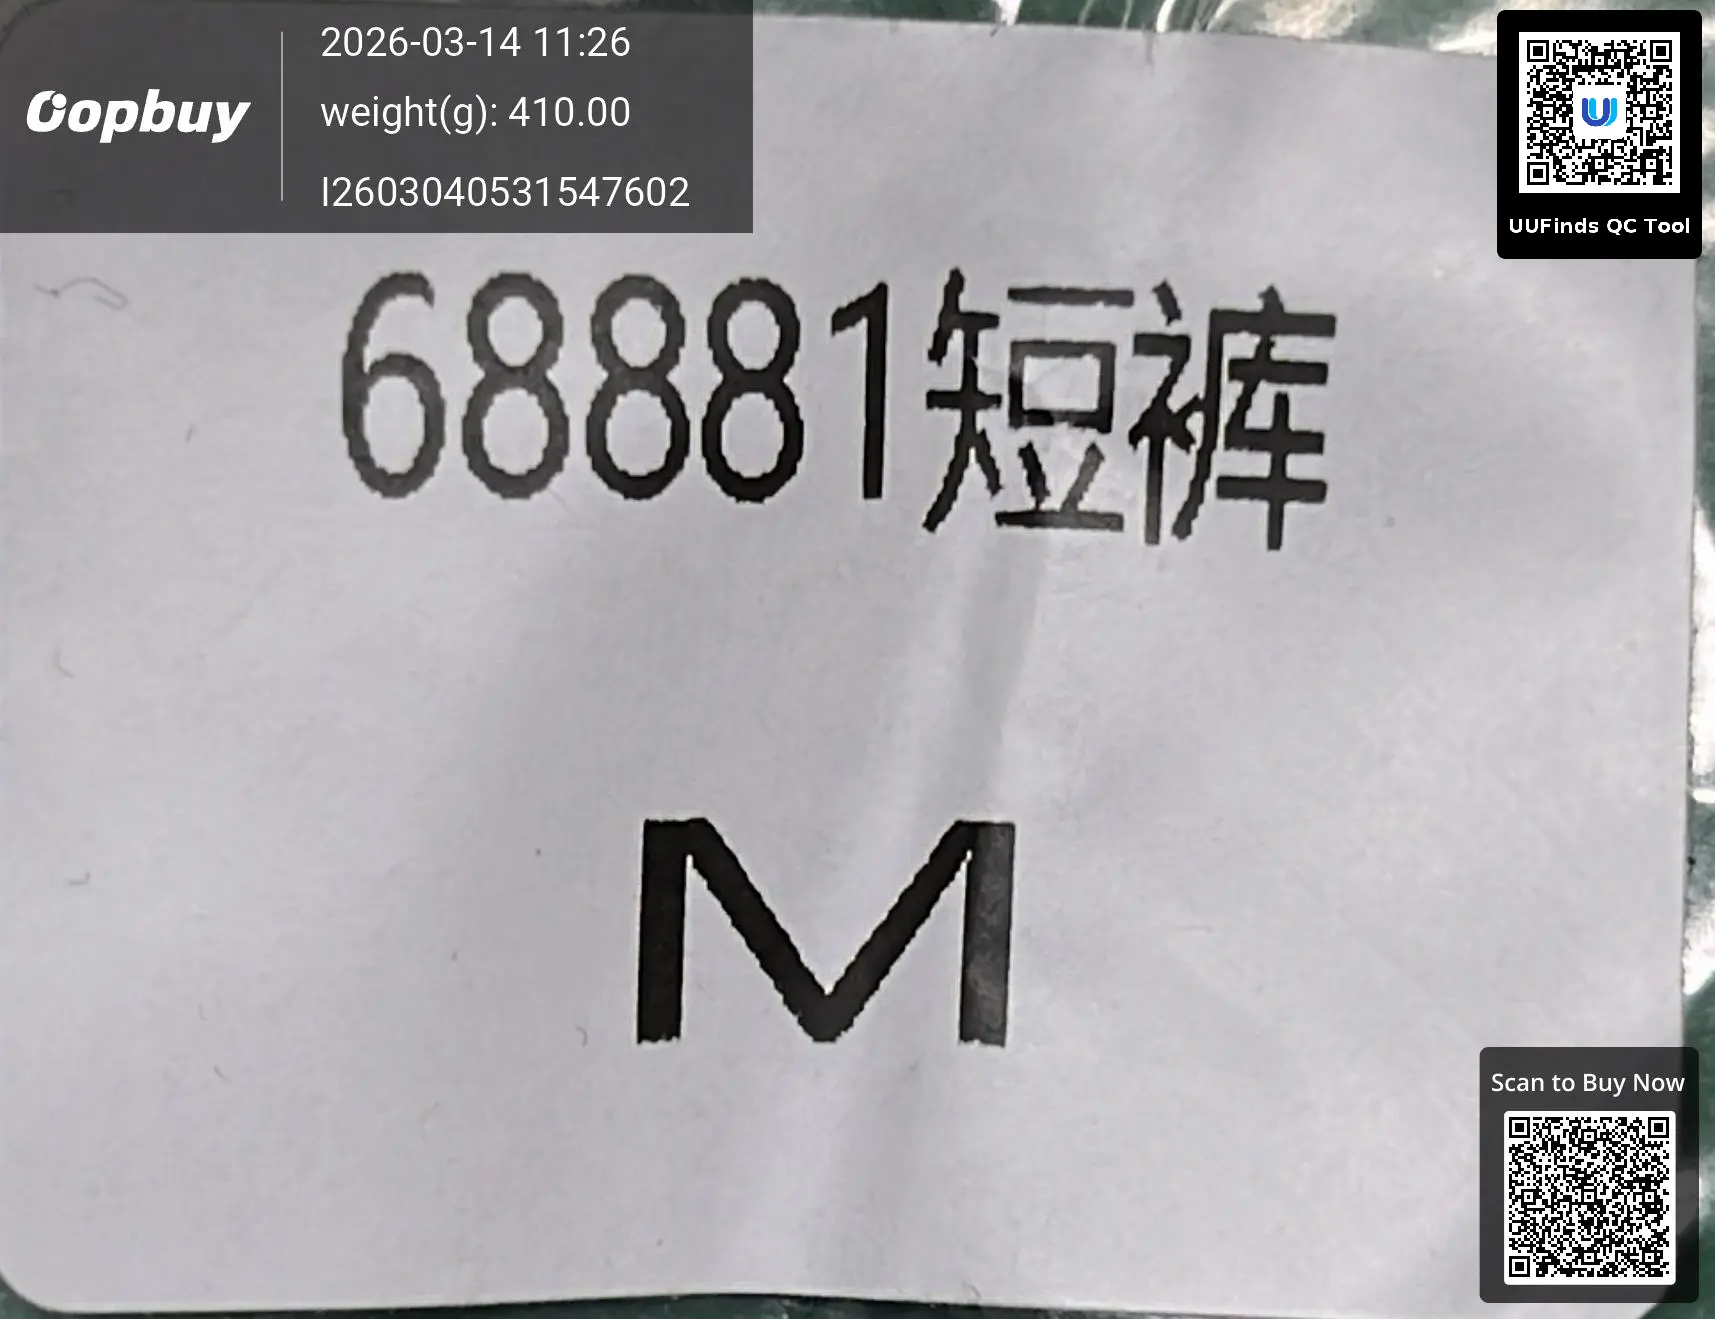 Oopbuy
2026-03-14 11:26
weight(g): 410.00
I2603040531547602
UUFinds QC Tool
68881短裤
M
Scan to Buy Now